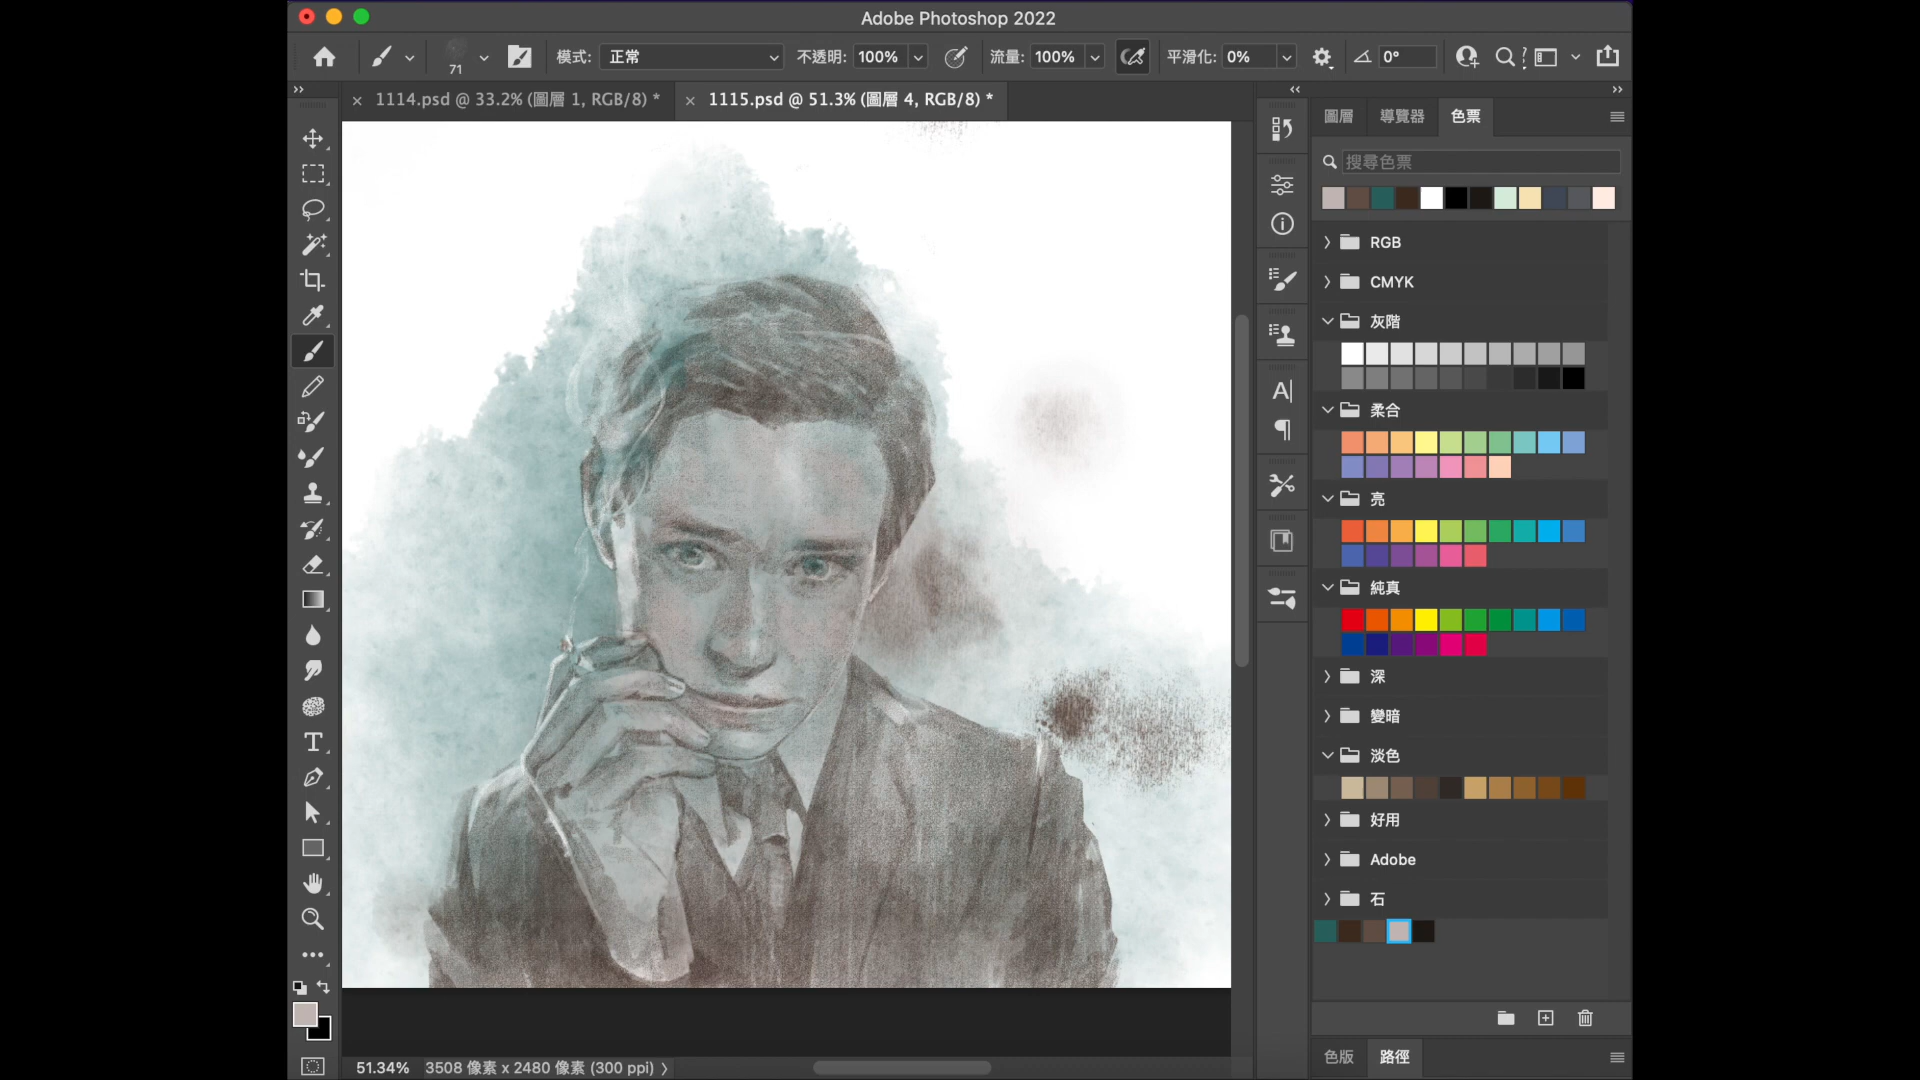 Adobe Photoshop 2022
71 模式: 正常 不透明: 100% 流量: 100% 平滑化: 0% 0°
1114.psd @ 33.2% (圖層 1, RGB/8) *
1115.psd @ 51.3% (圖層 4, RGB/8) *
圖層 導覽器 色票
搜尋色票
RGB
CMYK
灰階
柔合
亮
純真
深
變暗
淡色
好用
Adobe
石
色版 路徑
51.34% 3508 像素 x 2480 像素 (300 ppi)